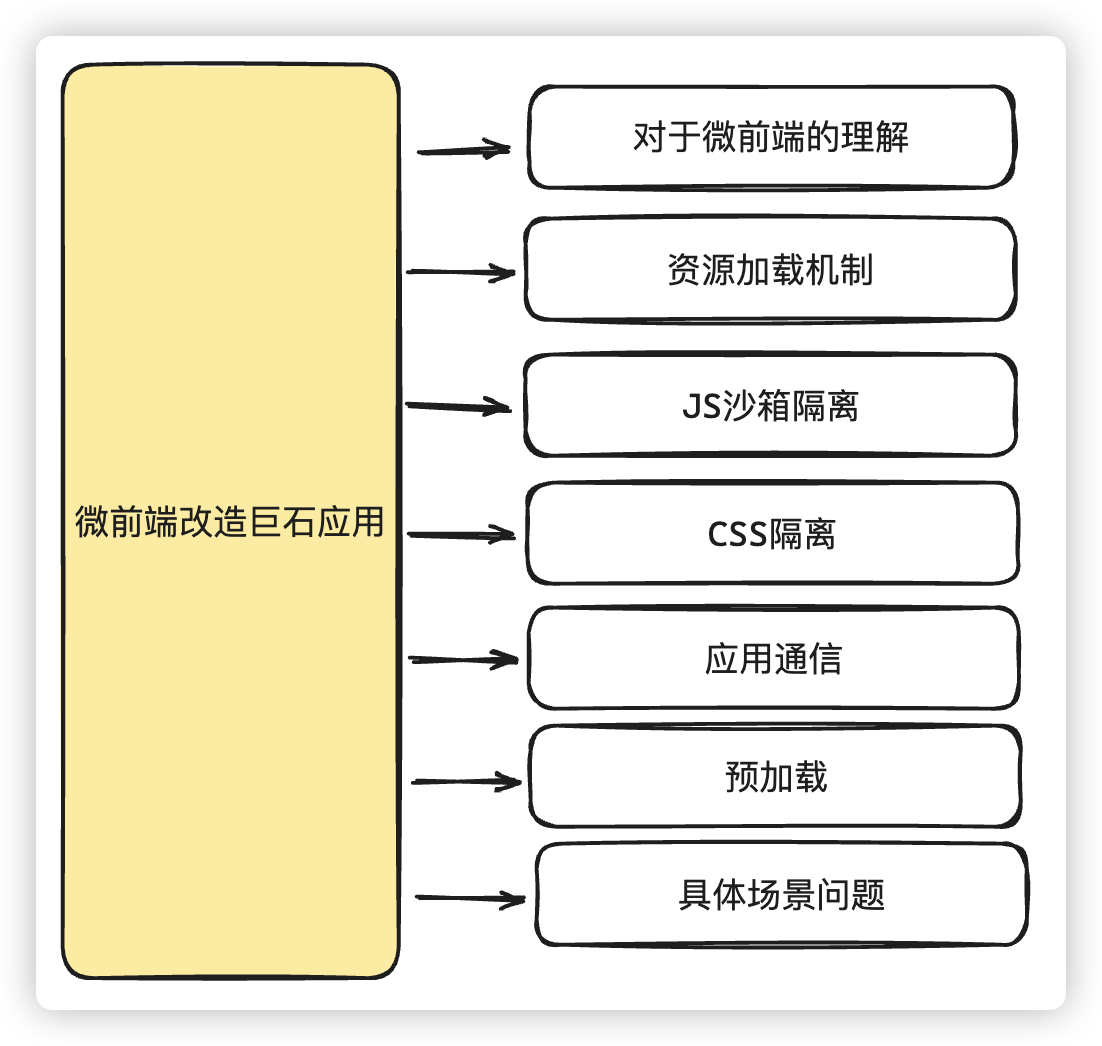 对于微前端的理解
资源加载机制
JS沙箱隔离
微前端改造巨石应用
CSS隔离
应用通信
预加载
具体场景问题